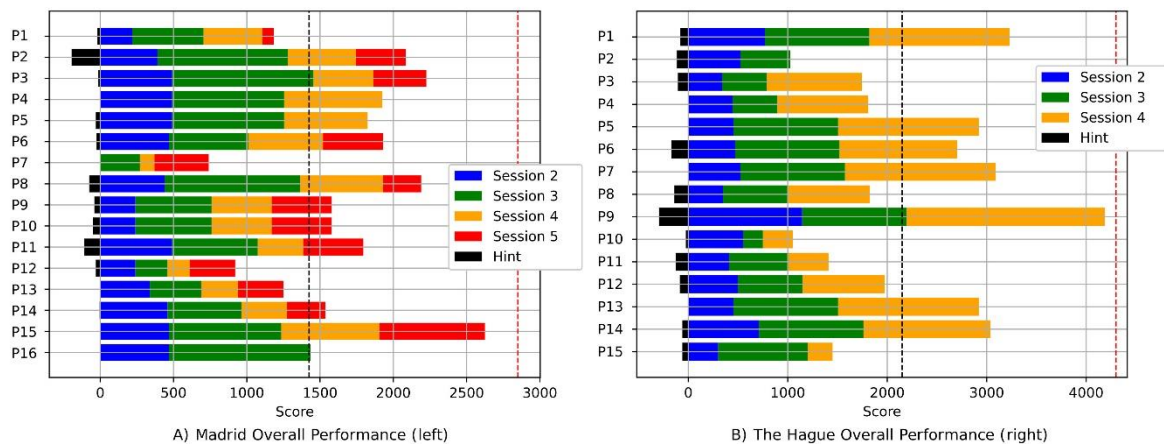 P1
P2
P3
P4
P5
P6
P7
P8
P9
P10
P11
P12
P13
P14
P15
P16
Session 2
Session 3
Session 4
Session 5
Hint
0 500 1000 1500 2000 2500 3000
Score
A) Madrid Overall Performance (left)
P1
P2
P3
P4
P5
P6
P7
P8
P9
P10
P11
P12
P13
P14
P15
Session 2
Session 3
Session 4
Hint
0 1000 2000 3000 4000
Score
B) The Hague Overall Performance (right)